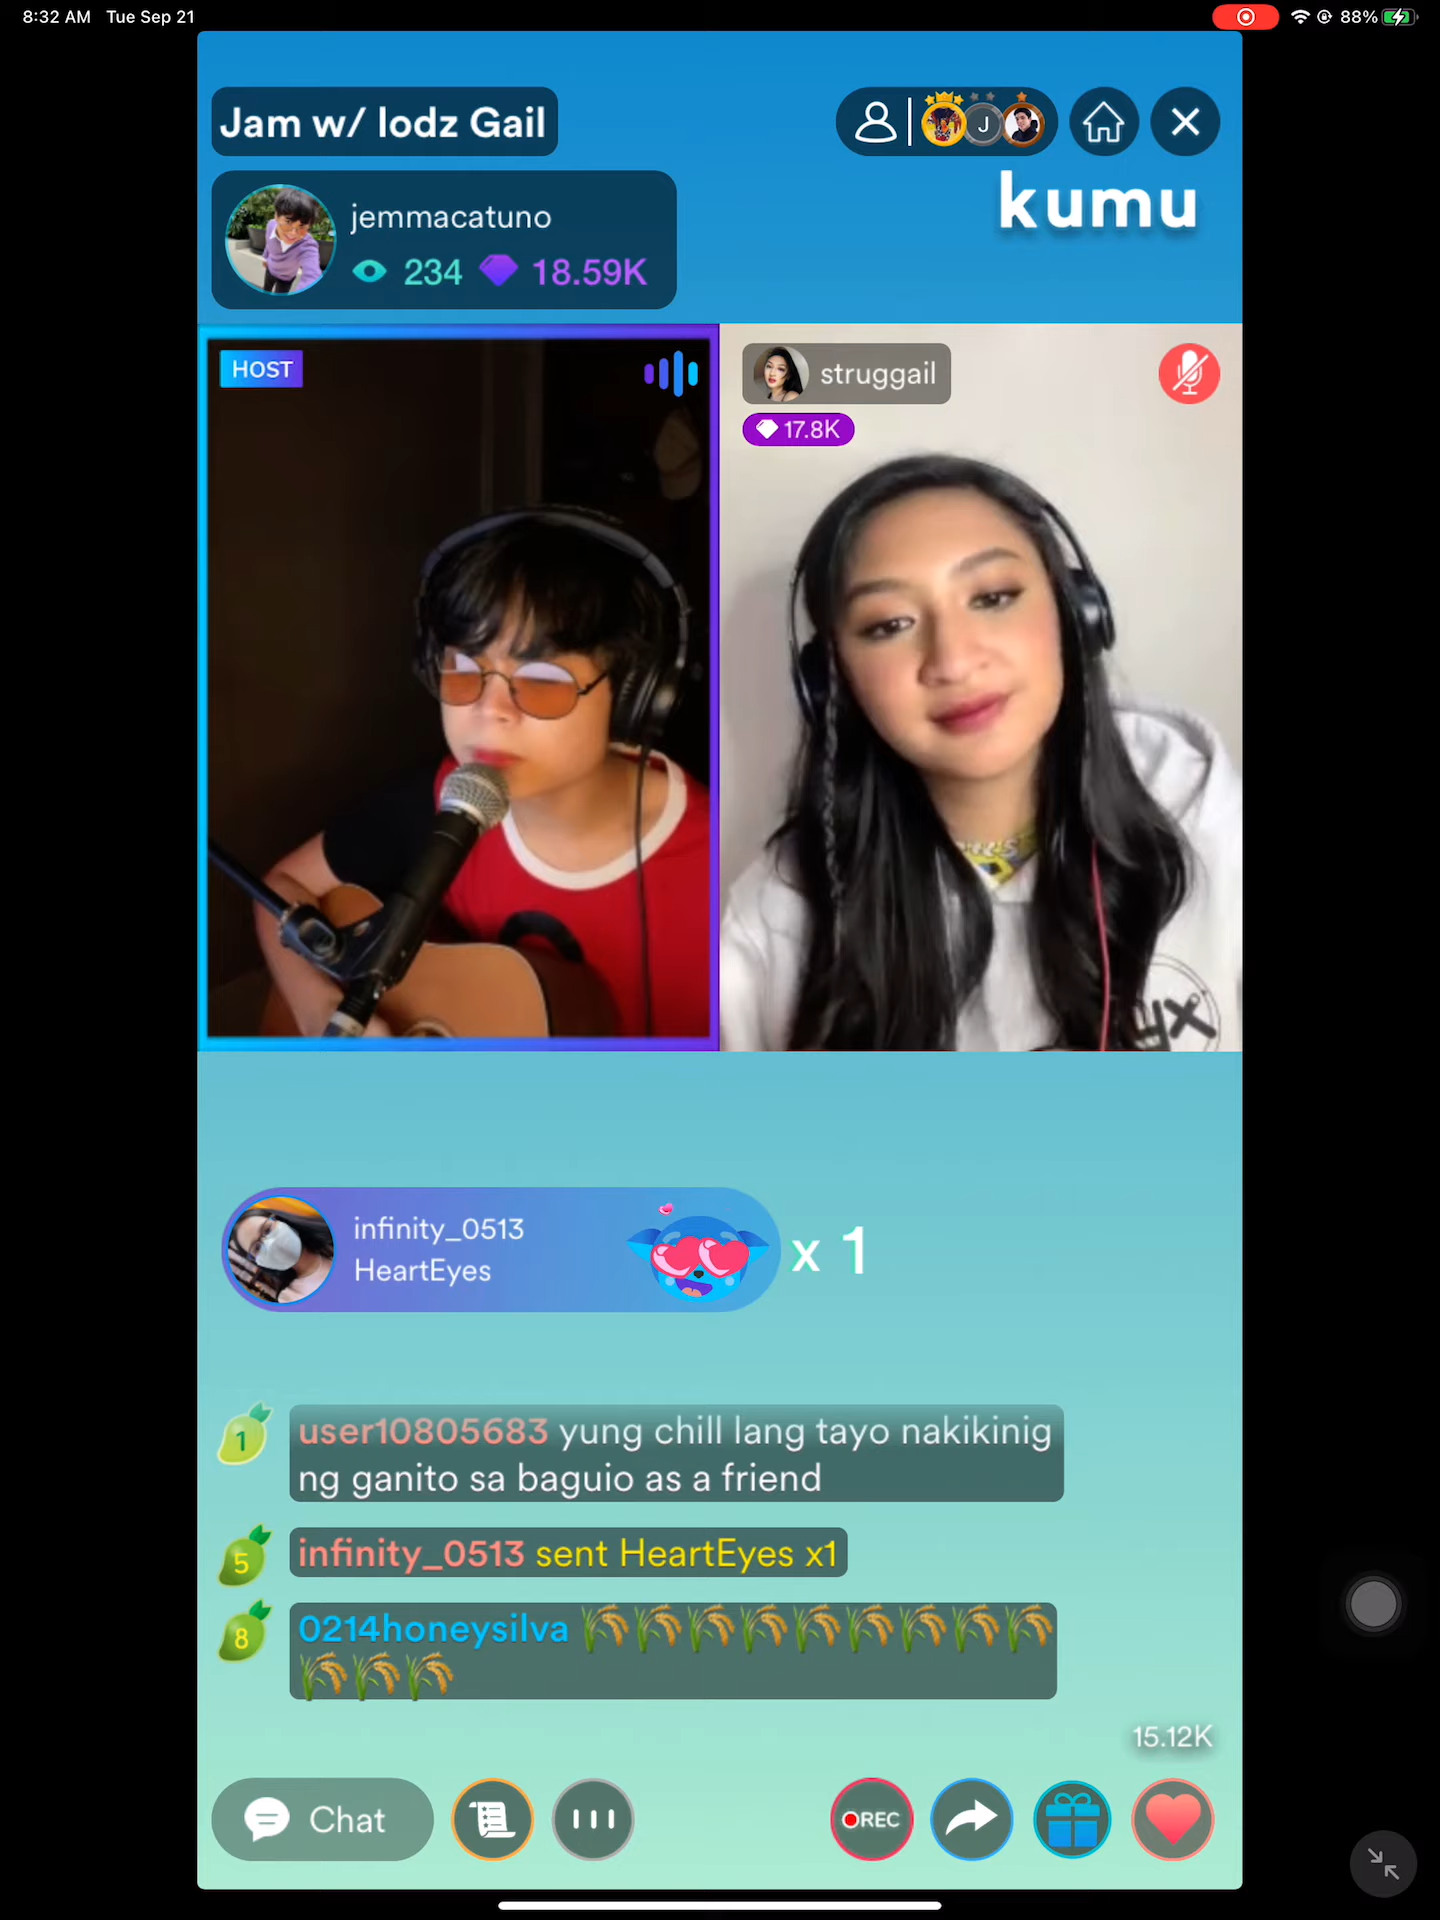 8:32 AM Tue Sep 21
88%
Jam w/ lodz Gail
J
jemmacatuno
234 18.59K
kumu
HOST
struggail
17.8K
infinity_0513
HeartEyes
x 1
1
user10805683 yung chill lang tayo nakikinig
ng ganito sa baguio as a friend
5
infinity_0513 sent HeartEyes x1
8
0214honeysilva 🌾🌾🌾🌾🌾🌾🌾🌾🌾
🌾🌾🌾
15.12K
Chat
REC